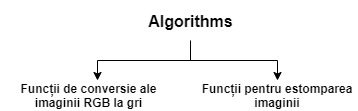 Algorithms
Funcții de conversie ale
imaginii RGB la gri
Funcții pentru estomparea
imaginii